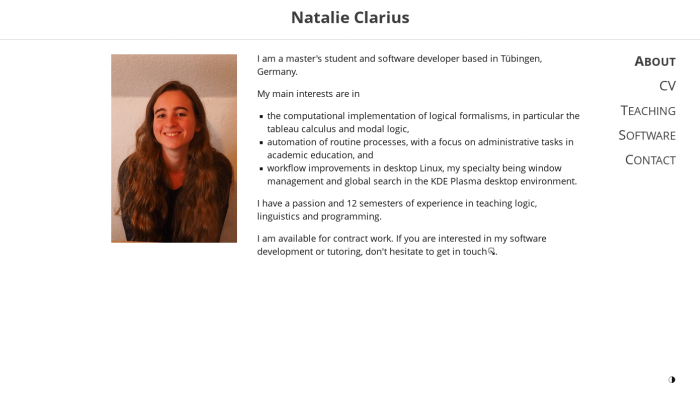 Natalie Clarius
I am a master's student and software developer based in Tübingen,
Germany.
My main interests are in
▪ the computational implementation of logical formalisms, in particular the
tableau calculus and modal logic,
▪ automation of routine processes, with a focus on administrative tasks in
academic education, and
▪ workflow improvements in desktop Linux, my specialty being window
management and global search in the KDE Plasma desktop environment.
I have a passion and 12 semesters of experience in teaching logic,
linguistics and programming.
I am available for contract work. If you are interested in my software
development or tutoring, don't hesitate to get in touch.
ABOUT
CV
TEACHING
SOFTWARE
CONTACT